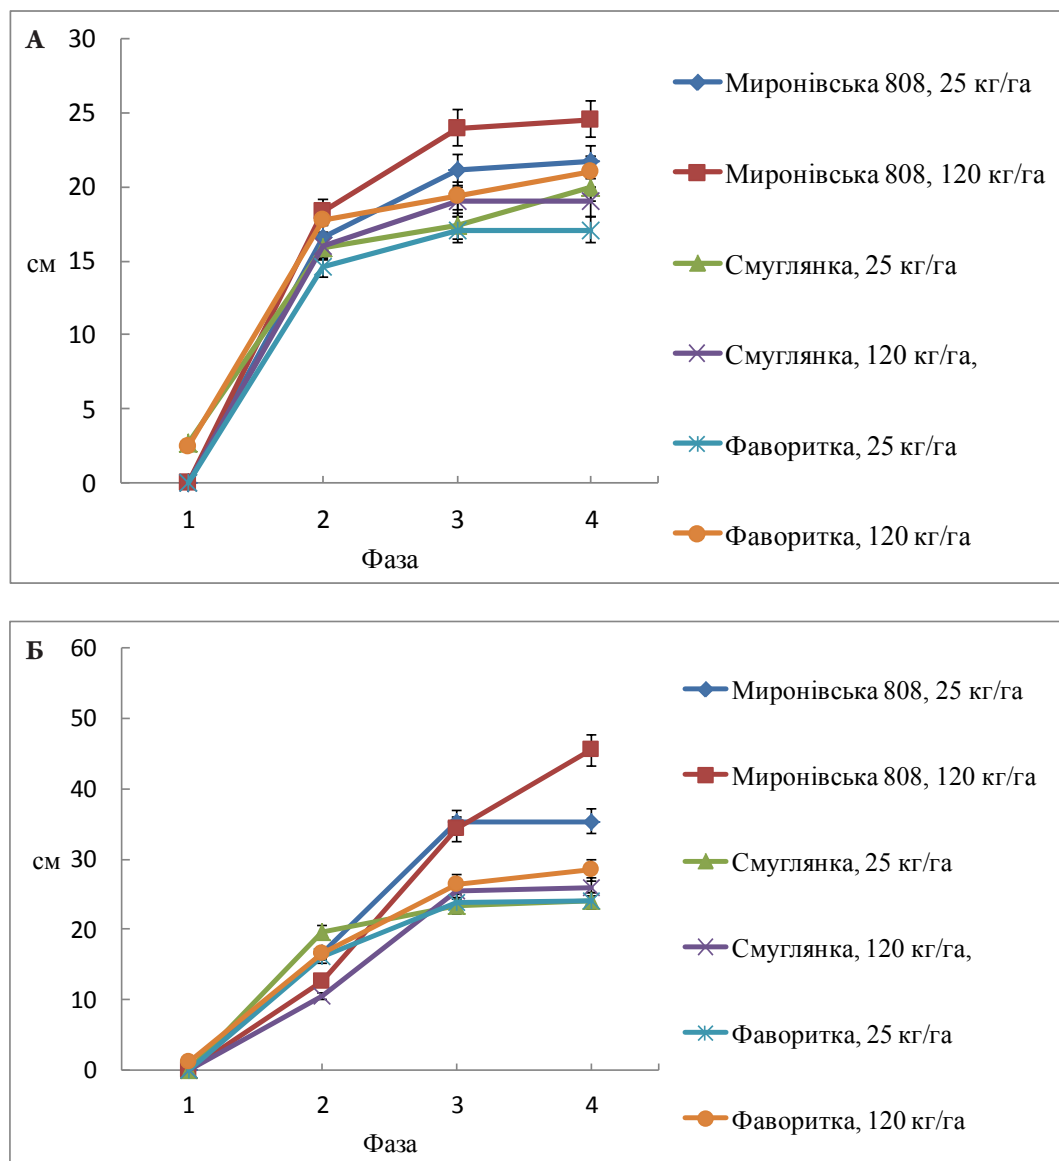 А
30
25
20
15
см
10
5
0
1 2 3 4
Фаза
Миронівська 808, 25 кг/га
Миронівська 808, 120 кг/га
Смуглянка, 25 кг/га
Смуглянка, 120 кг/га,
Фаворитка, 25 кг/га
Фаворитка, 120 кг/га
Б
60
50
40
30
см
20
10
0
1 2 3 4
Фаза
Миронівська 808, 25 кг/га
Миронівська 808, 120 кг/га
Смуглянка, 25 кг/га
Смуглянка, 120 кг/га,
Фаворитка, 25 кг/га
Фаворитка, 120 кг/га